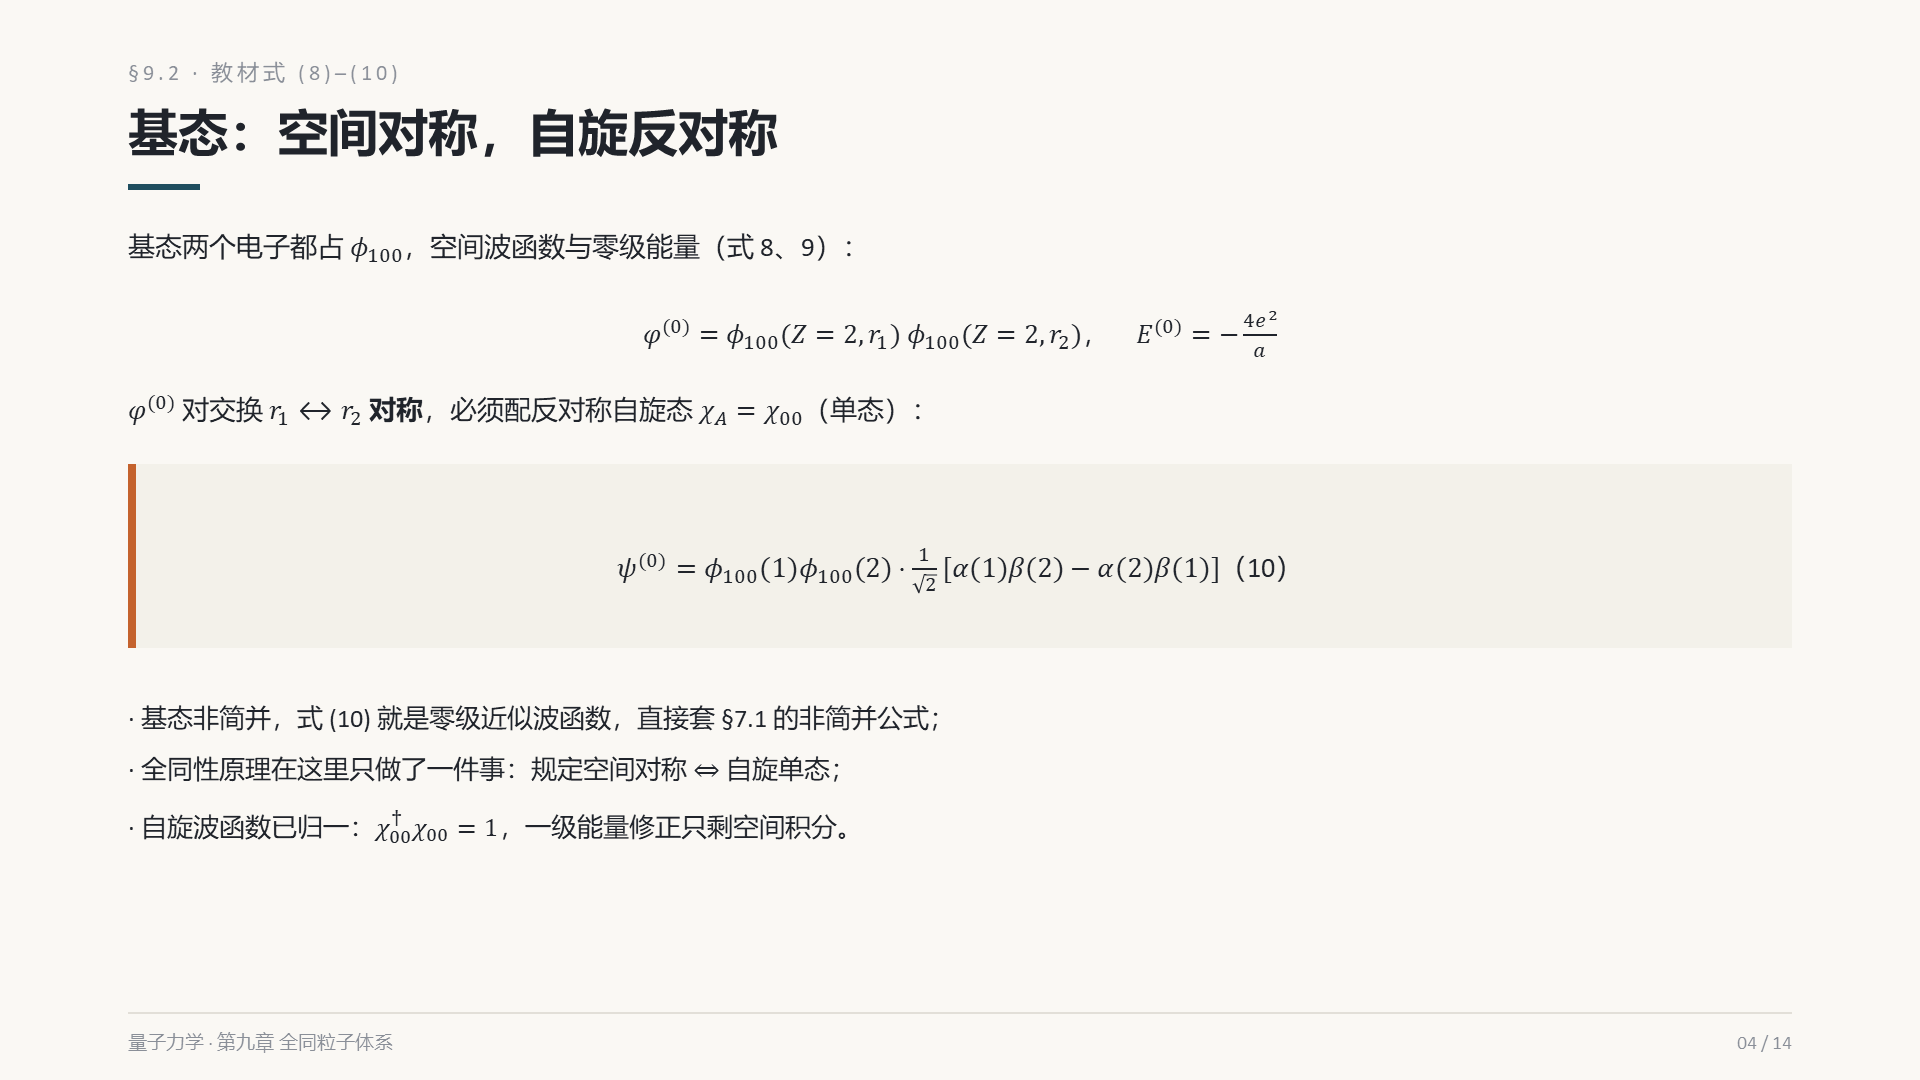 §9.2 · 教材式 (8)–(10)
基态：空间对称，自旋反对称
基态两个电子都占 ϕ₁₀₀，空间波函数与零级能量（式 8、9）：
φ⁽⁰⁾ = ϕ₁₀₀(Z = 2, r₁) ϕ₁₀₀(Z = 2, r₂),  E⁽⁰⁾ = −4e²/a
φ⁽⁰⁾ 对交换 r₁ ↔ r₂ 对称，必须配反对称自旋态 χ_A = χ₀₀（单态）：
ψ⁽⁰⁾ = ϕ₁₀₀(1)ϕ₁₀₀(2) · 1/√2 [α(1)β(2) − α(2)β(1)]（10）
· 基态非简并，式 (10) 就是零级近似波函数，直接套 §7.1 的非简并公式；
· 全同性原理在这里只做了一件事：规定空间对称 ⇔ 自旋单态；
· 自旋波函数已归一：χ₀₀†χ₀₀ = 1，一级能量修正只剩空间积分。
量子力学 · 第九章 全同粒子体系
04 / 14